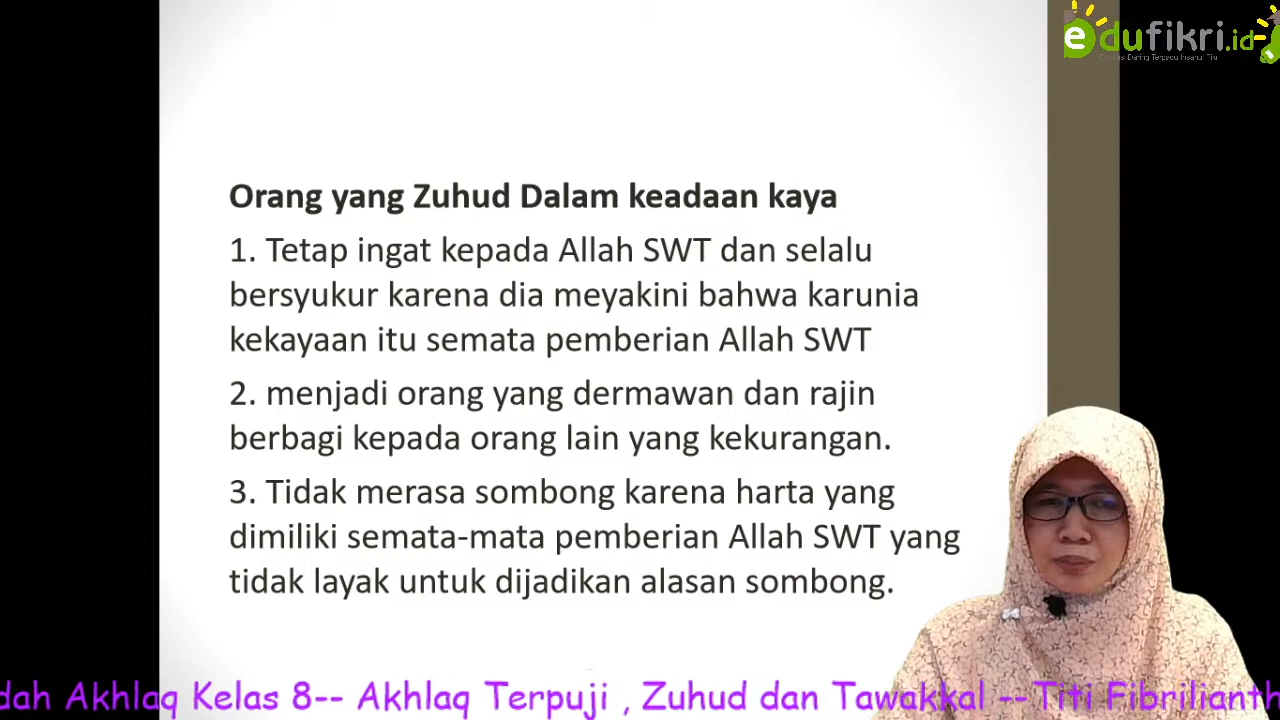 edufikri.id
Orang yang Zuhud Dalam keadaan kaya
1. Tetap ingat kepada Allah SWT dan selalu
bersyukur karena dia meyakini bahwa karunia
kekayaan itu semata pemberian Allah SWT
2. menjadi orang yang dermawan dan rajin
berbagi kepada orang lain yang kekurangan.
3. Tidak merasa sombong karena harta yang
dimiliki semata-mata pemberian Allah SWT yang
tidak layak untuk dijadikan alasan sombong.
dah Akhlaq Kelas 8-- Akhlaq Terpuji , Zuhud dan Tawakkal --Titi Fibrilianth